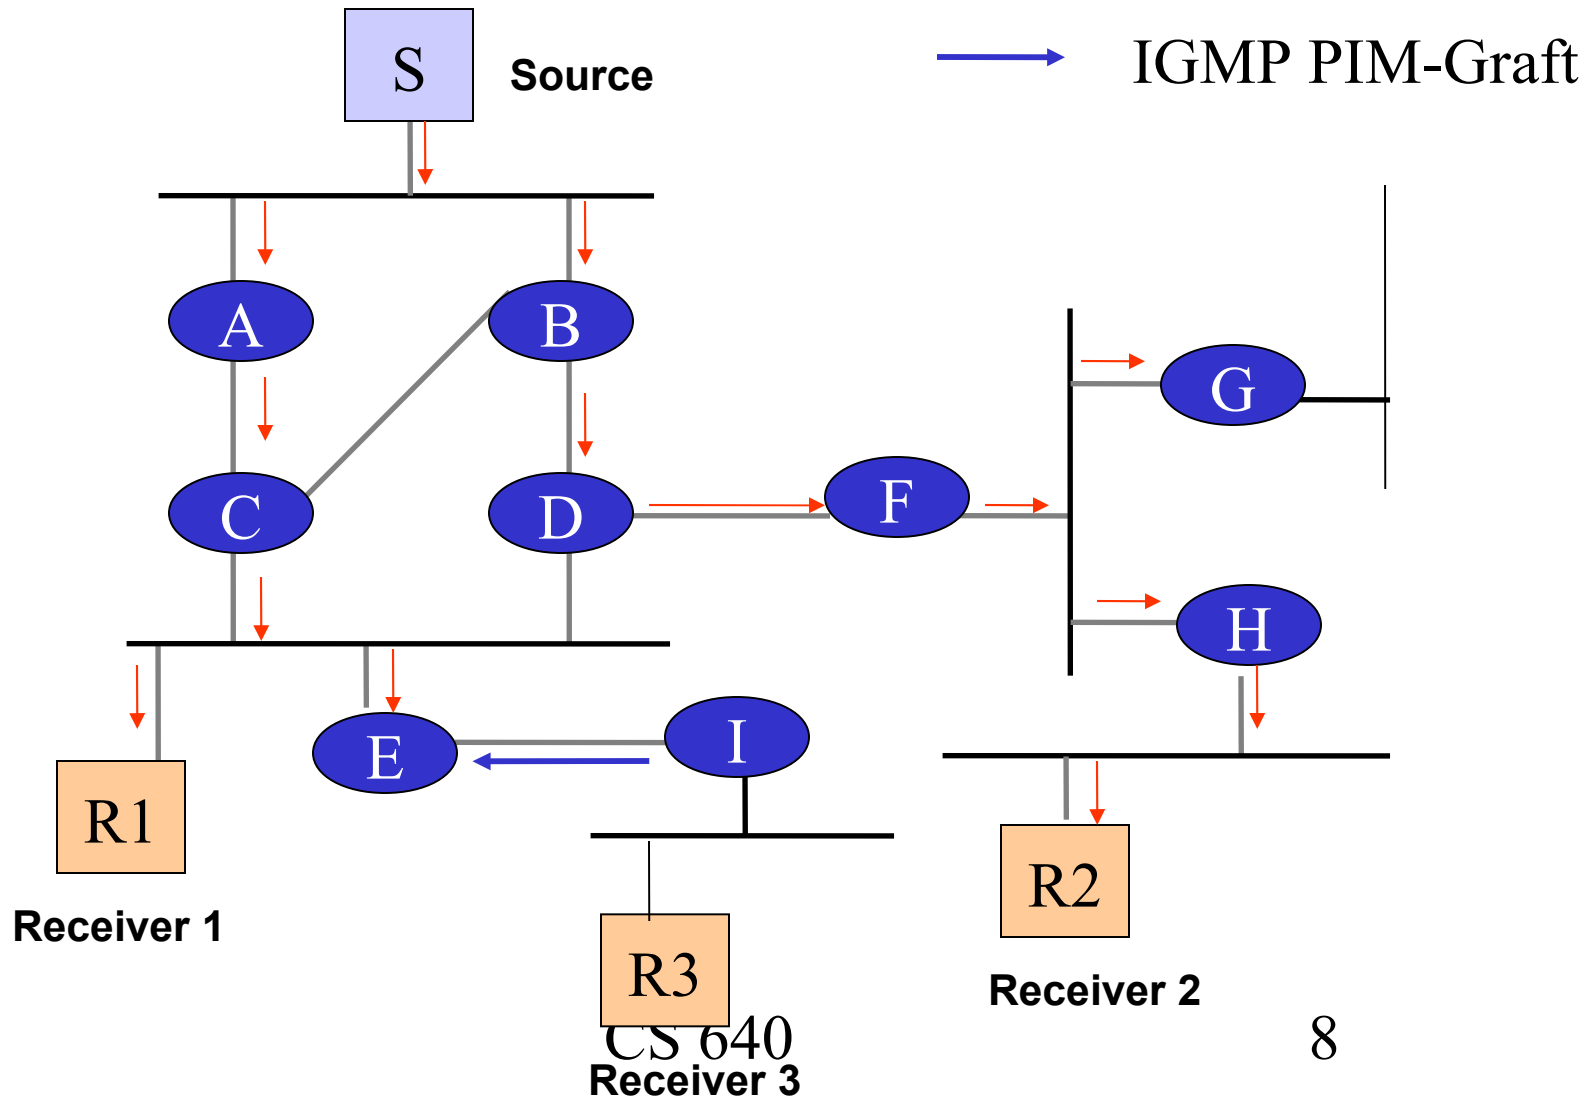 S
Source
IGMP PIM-Graft
A
B
G
C
D
F
H
E
I
R1
R2
Receiver 1
R3
Receiver 2
CS 640
8
Receiver 3